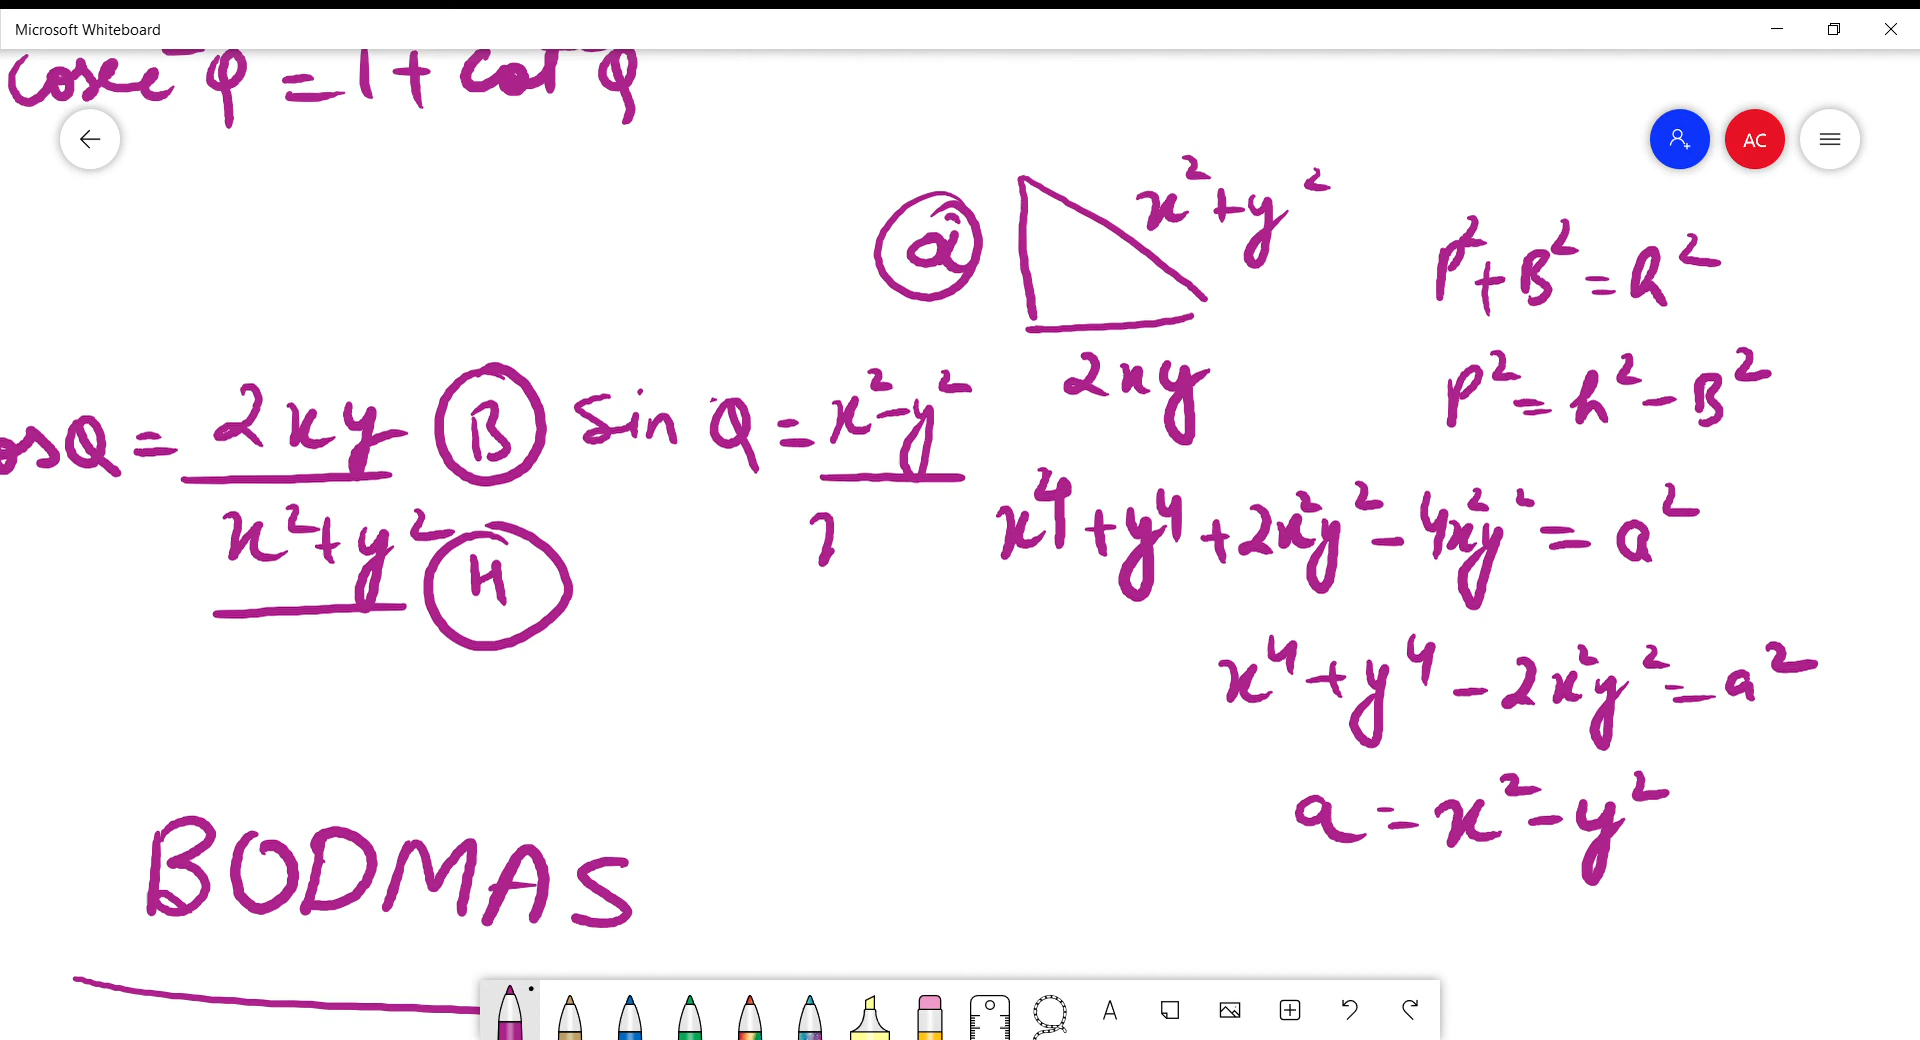 Microsoft Whiteboard
cosec²φ = 1 + cot²φ
AC
a
x² + y²
2xy
P² + B² = h²
P² = h² - B²
osQ = 2xy / x² + y²
B
H
Sin Q = x² - y²
x⁴ + y⁴ + 2x²y² - 4x²y² = a²
x⁴ + y⁴ - 2x²y² = a²
a = x² - y²
BODMAS
A